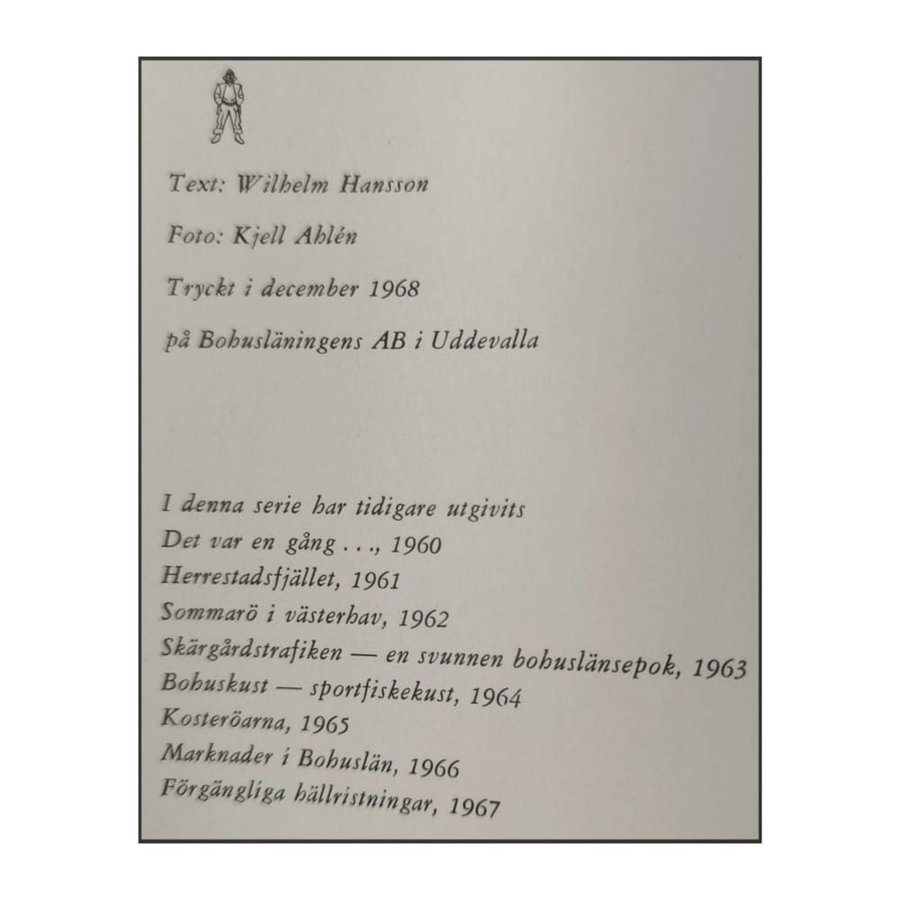 Text: Wilhelm Hansson
Foto: Kjell Ahlén
Tryckt i december 1968
på Bohusläningens AB i Uddevalla
I denna serie har tidigare utgivits
Det var en gång . . ., 1960
Herrestadsfjället, 1961
Sommarö i västerhav, 1962
Skärgårdstrafiken — en svunnen bohuslänsepok, 1963
Bohuskust — sportfiskekust, 1964
Kosteröarna, 1965
Marknader i Bohuslän, 1966
Förgängliga hällristningar, 1967